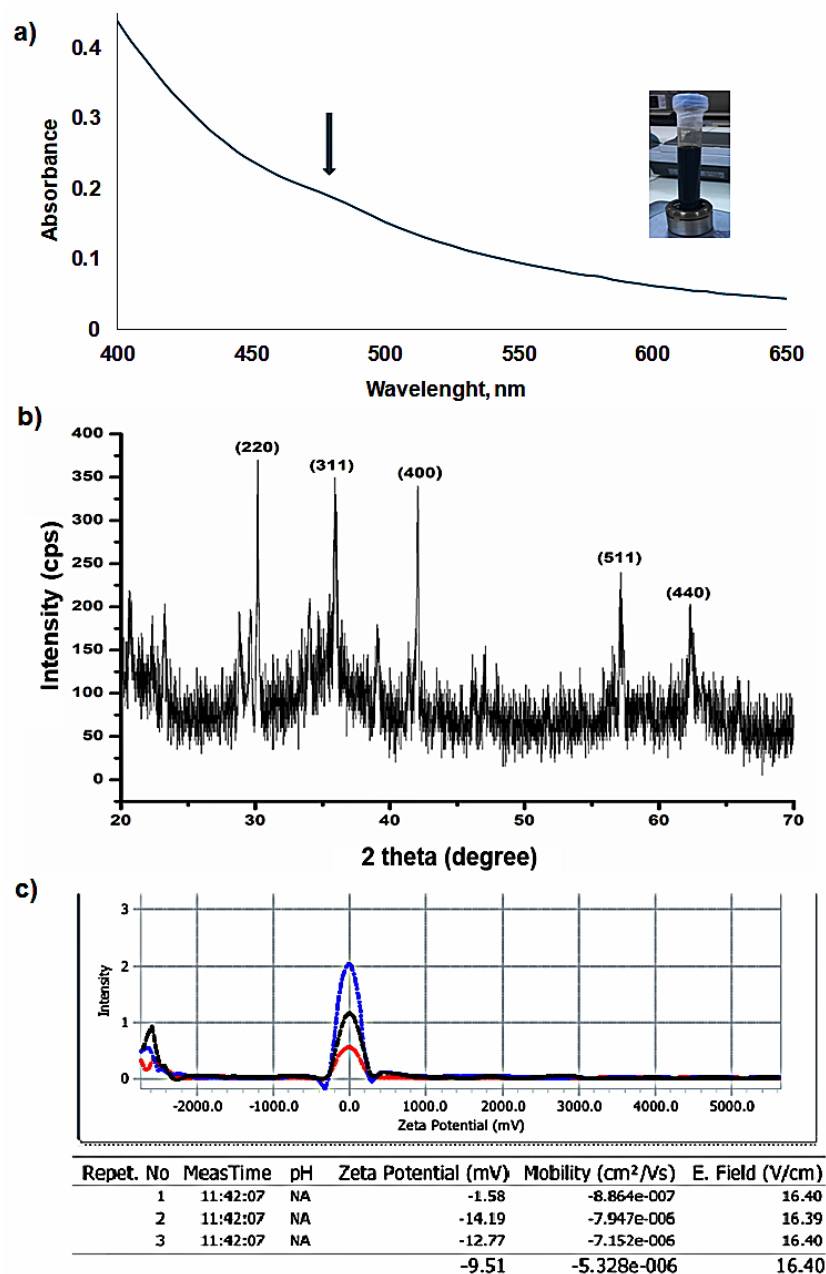 a)
0.4
0.3
0.2
0.1
0
Absorbance
400 450 500 550 600 650
Wavelenght, nm
b)
400
350
300
250
200
150
100
50
0
Intensity (cps)
(220)
(311)
(400)
(511)
(440)
20 30 40 50 60 70
2 theta (degree)
c)
3
2
1
0
Intensity
-2000.0 -1000.0 0.0 1000.0 2000.0 3000.0 4000.0 5000.0
Zeta Potential (mV)
Repet. No MeasTime pH Zeta Potential (mV) Mobility (cm²/Vs) E. Field (V/cm)
1 11:42:07 NA -1.58 -8.864e-007 16.40
2 11:42:07 NA -14.19 -7.947e-006 16.39
3 11:42:07 NA -12.77 -7.152e-006 16.40
-9.51 -5.328e-006 16.40